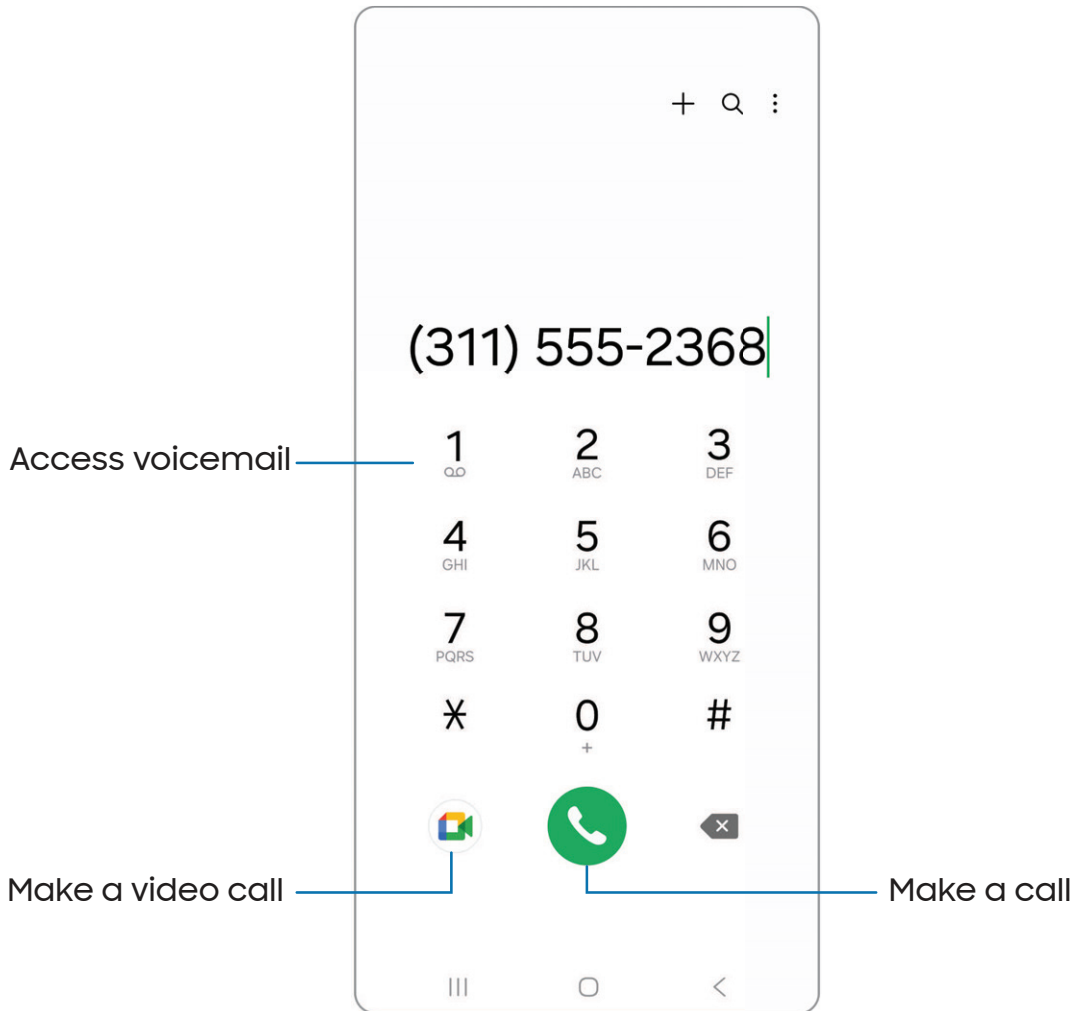 (311) 555-2368
Access voicemail
1 2 3
ABC DEF
4 5 6
GHI JKL MNO
7 8 9
PQRS TUV WXYZ
* 0 #
+
Make a video call
Make a call